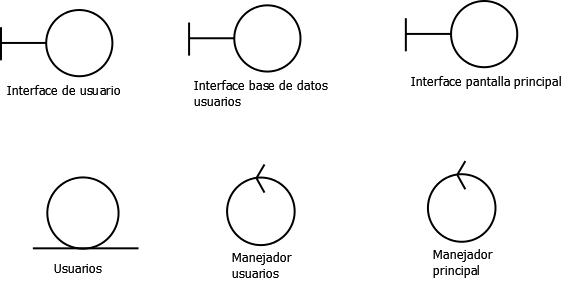 Interface de usuario
Interface base de datos
usuarios
Interface pantalla principal
Usuarios
Manejador
usuarios
Manejador
principal